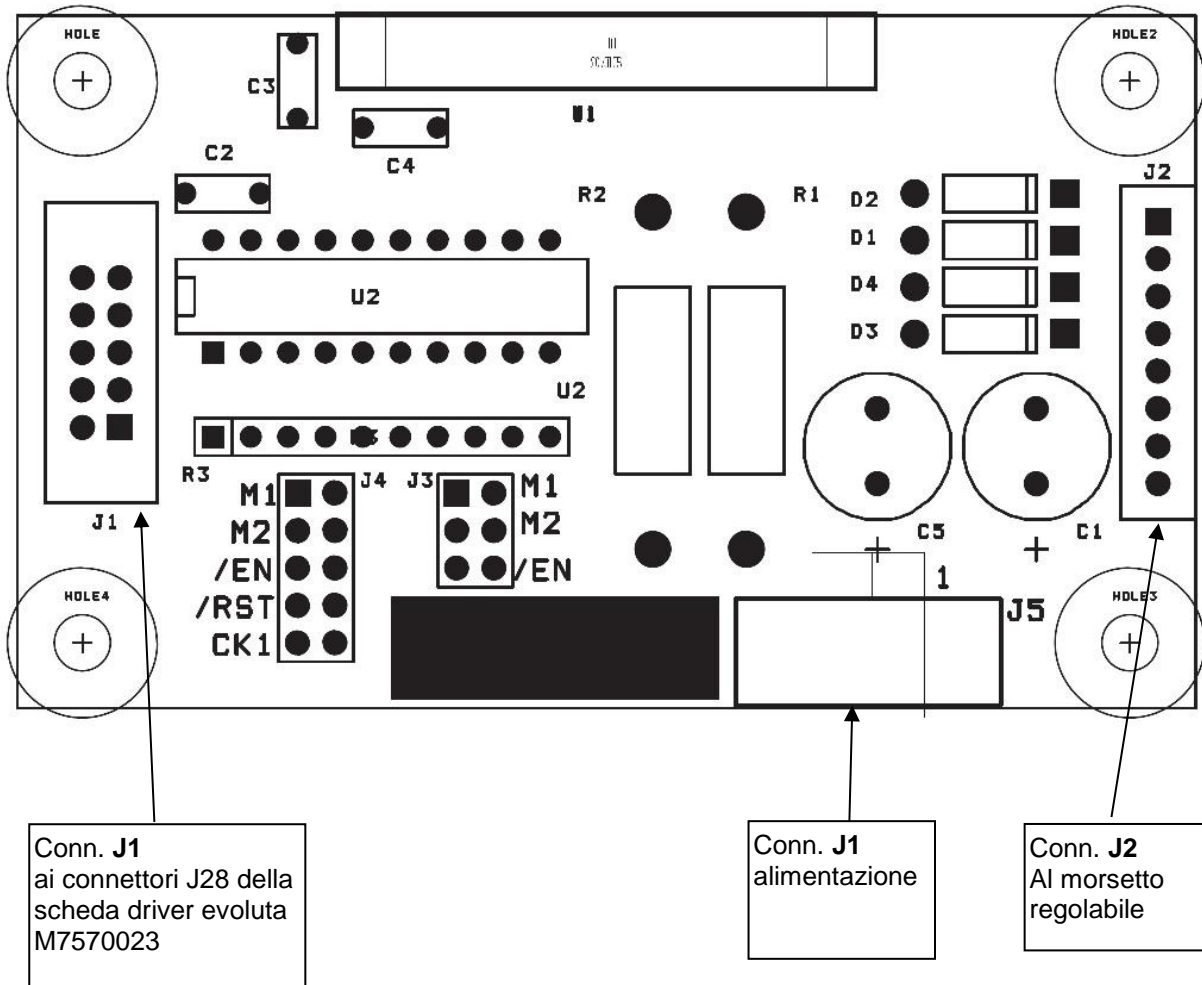 HOLE
HOLE2
C3
W1
C4
C2
J2
R2
R1
D2
D1
U2
D4
D3
U2
R3
J4
J3
M1
M1
M2
M2
/EN
/EN
/RST
CK1
J1
C5
C1
+
+
1
J5
HOLE4
HOLE3
Conn. J1
ai connettori J28 della
scheda driver evoluta
M7570023
Conn. J1
alimentazione
Conn. J2
Al morsetto
regolabile